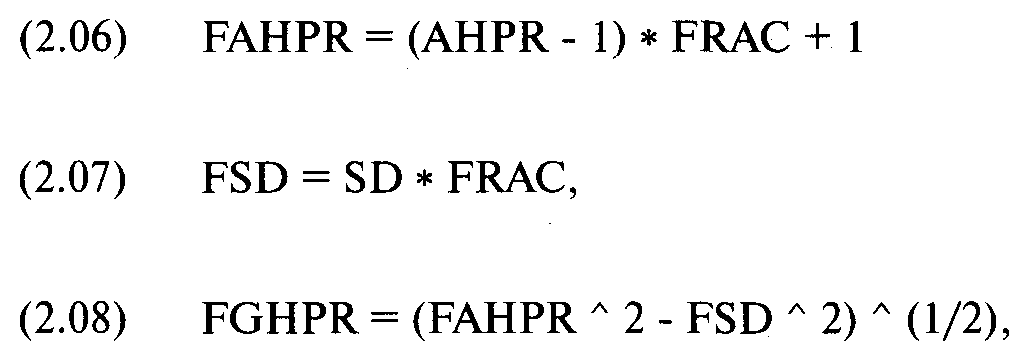 (2.06) FAHPR = (AHPR - 1) * FRAC + 1
(2.07) FSD = SD * FRAC,
(2.08) FGHPR = (FAHPR ^ 2 - FSD ^ 2) ^ (1/2),